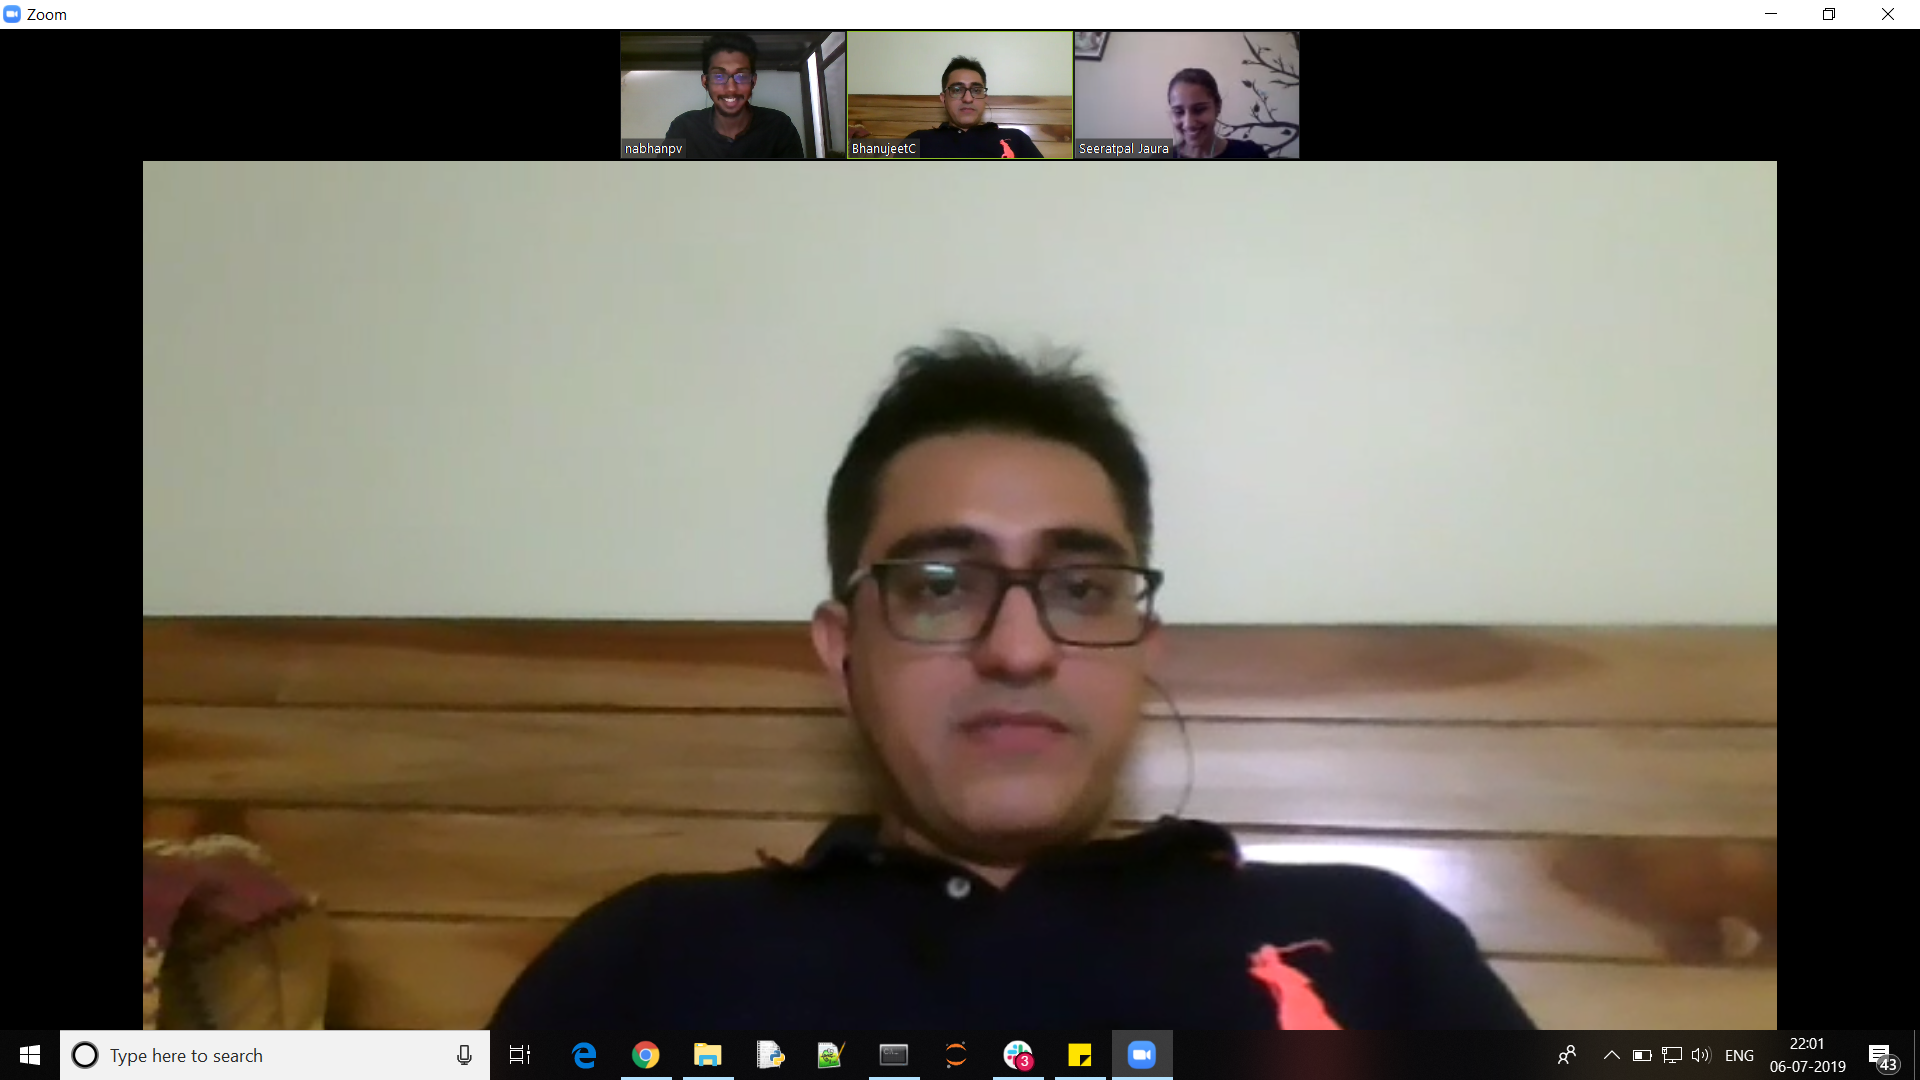 Zoom
nabhanpv
BhanujeetC
Seeratpal Jaura
Type here to search
3
ENG
22:01
06-07-2019
43